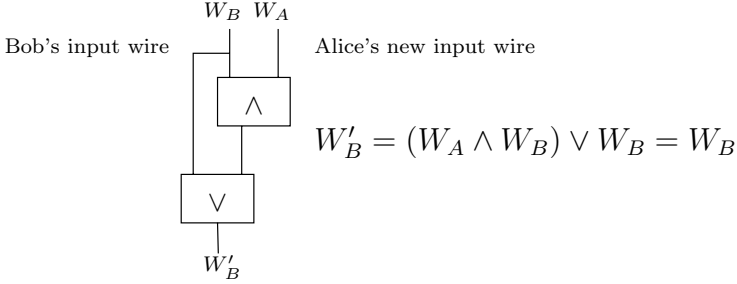 W_B W_A
Bob's input wire
Alice's new input wire
∧
W'_B = (W_A ∧ W_B) ∨ W_B = W_B
∨
W'_B